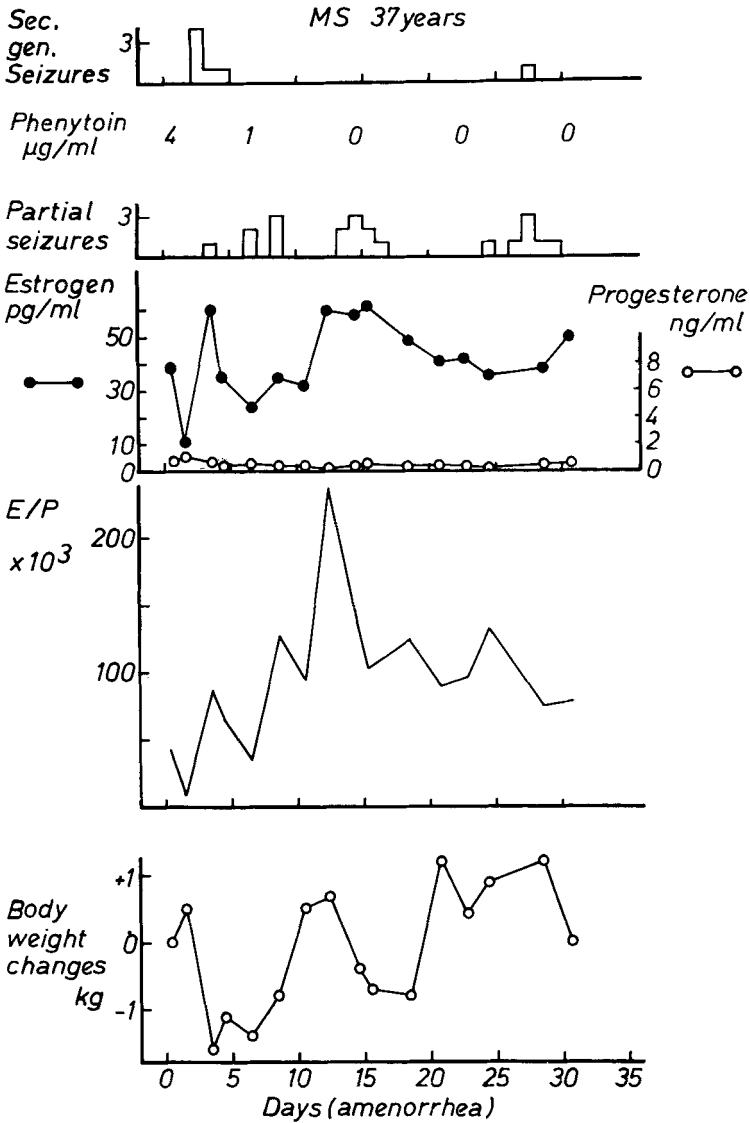 MS 37years
Sec.
gen.
Seizures
3
Phenytoin
µg/ml
4 1 0 0 0
Partial
seizures
3
Estrogen
pg/ml
50
30
10
0
Progesterone
ng/ml
8
6
4
2
0
E/P
x10³
200
100
Body
weight
changes
kg
+1
0
-1
0 5 10 15 20 25 30 35
Days (amenorrhea)